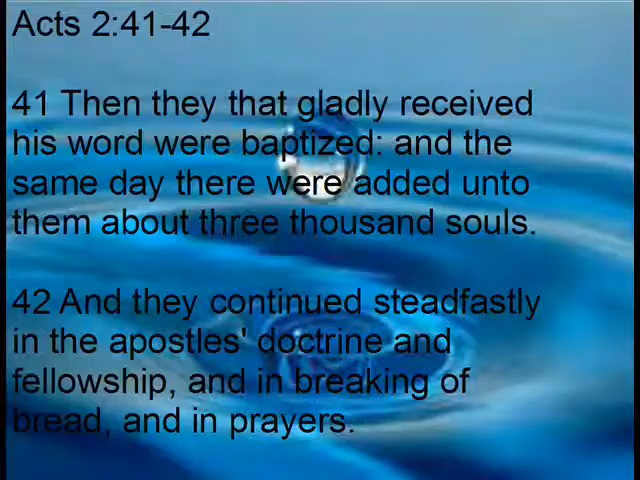 Acts 2:41-42
41 Then they that gladly received
his word were baptized: and the
same day there were added unto
them about three thousand souls.
42 And they continued steadfastly
in the apostles' doctrine and
fellowship, and in breaking of
bread, and in prayers.